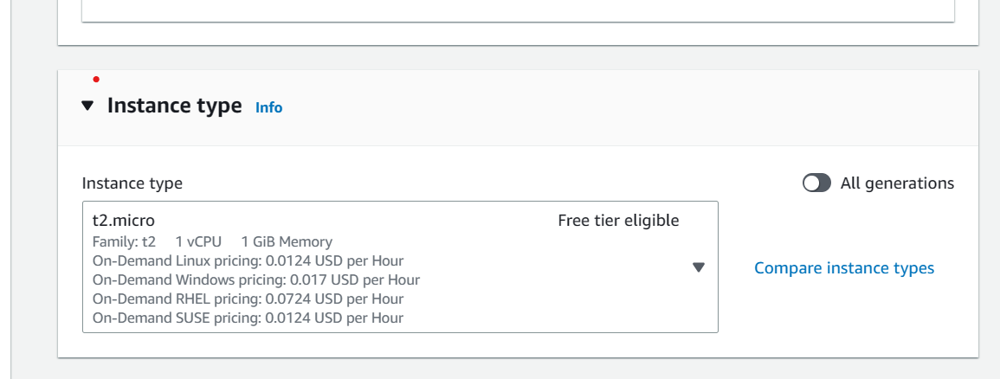 Instance type Info
Instance type
All generations
t2.micro Free tier eligible
Family: t2 1 vCPU 1 GiB Memory
On-Demand Linux pricing: 0.0124 USD per Hour
On-Demand Windows pricing: 0.017 USD per Hour
On-Demand RHEL pricing: 0.0724 USD per Hour
On-Demand SUSE pricing: 0.0124 USD per Hour
Compare instance types